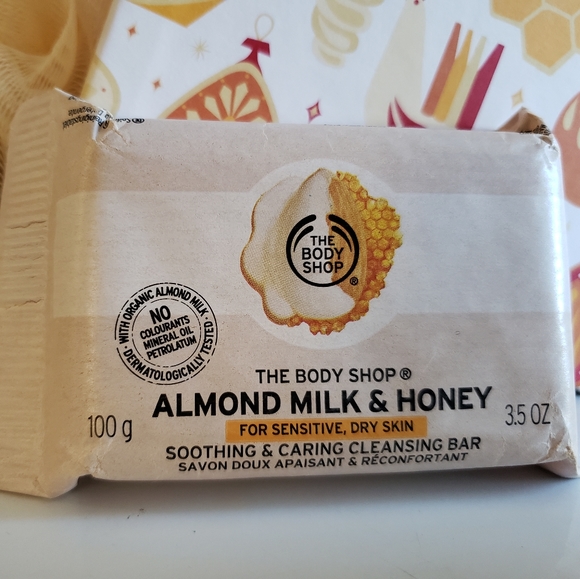 THE
BODY
SHOP
®
WITH ORGANIC ALMOND MILK
NO
COLOURANTS
MINERAL OIL
PETROLATUM
DERMATOLOGICALLY TESTED
THE BODY SHOP®
ALMOND MILK & HONEY
100 g
3.5 OZ
FOR SENSITIVE, DRY SKIN
SOOTHING & CARING CLEANSING BAR
SAVON DOUX APAISANT & RÉCONFORTANT